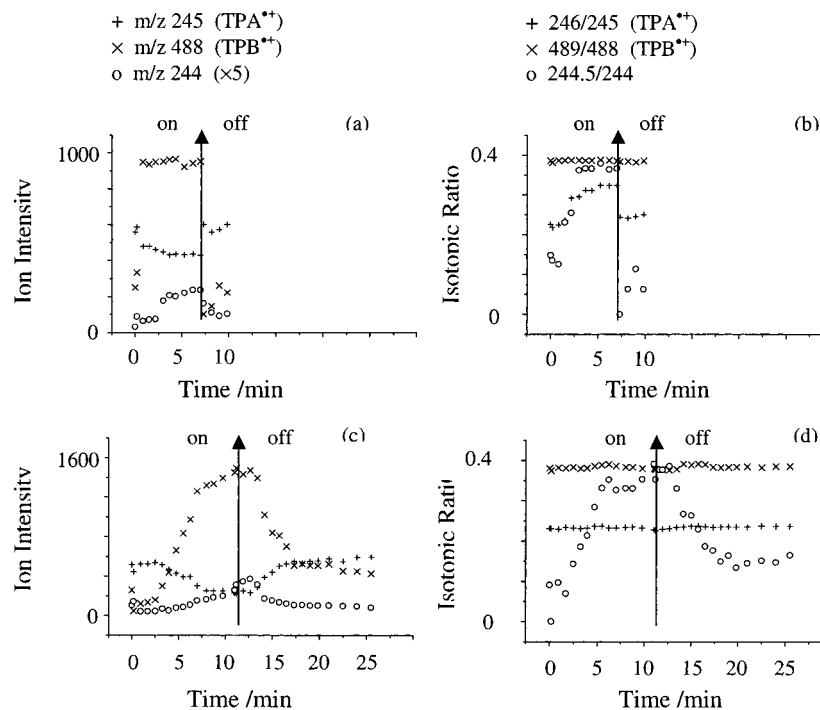 + m/z 245 (TPA•+)
× m/z 488 (TPB•+)
o m/z 244 (×5)
+ 246/245 (TPA•+)
× 489/488 (TPB•+)
o 244.5/244
on off (a)
1000
0
Ion Intensity
0 5 10
Time /min
on off (b)
0.4
0
Isotopic Ratio
0 5 10
Time /min
on off (c)
1600
0
Ion Intensity
0 5 10 15 20 25
Time /min
on off (d)
0.4
0
Isotopic Rati
0 5 10 15 20 25
Time /min